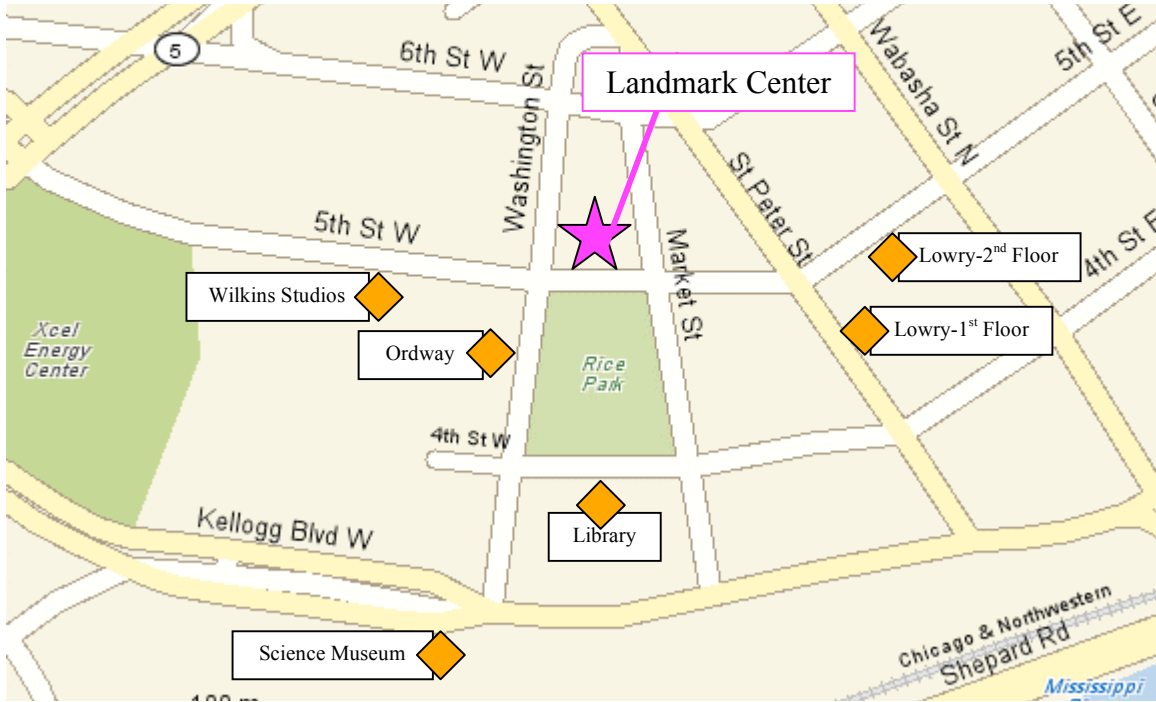 5
6th St W
Washington St
Landmark Center
Wabasha St N
5th St E
St Peter St
5th St W
Market St
Lowry-2nd Floor
4th St E
Wilkins Studios
Lowry-1st Floor
Xcel
Energy
Center
Ordway
Rice
Park
4th St W
Library
Kellogg Blvd W
Science Museum
Chicago & Northwestern
Shepard Rd
Mississippi